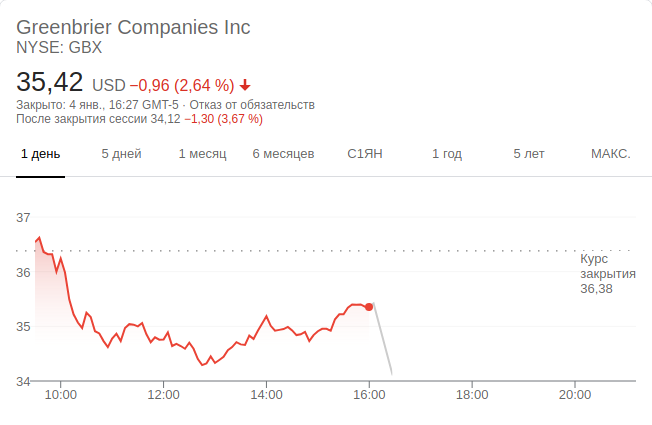 Greenbrier Companies Inc
NYSE: GBX
35,42 USD −0,96 (2,64 %)
Закрыто: 4 янв., 16:27 GMT-5 · Отказ от обязательств
После закрытия сессии 34,12 −1,30 (3,67 %)
1 день 5 дней 1 месяц 6 месяцев С1ЯН 1 год 5 лет МАКС.
37
Курс
закрытия
36,38
36
35
34
10:00 12:00 14:00 16:00 18:00 20:00